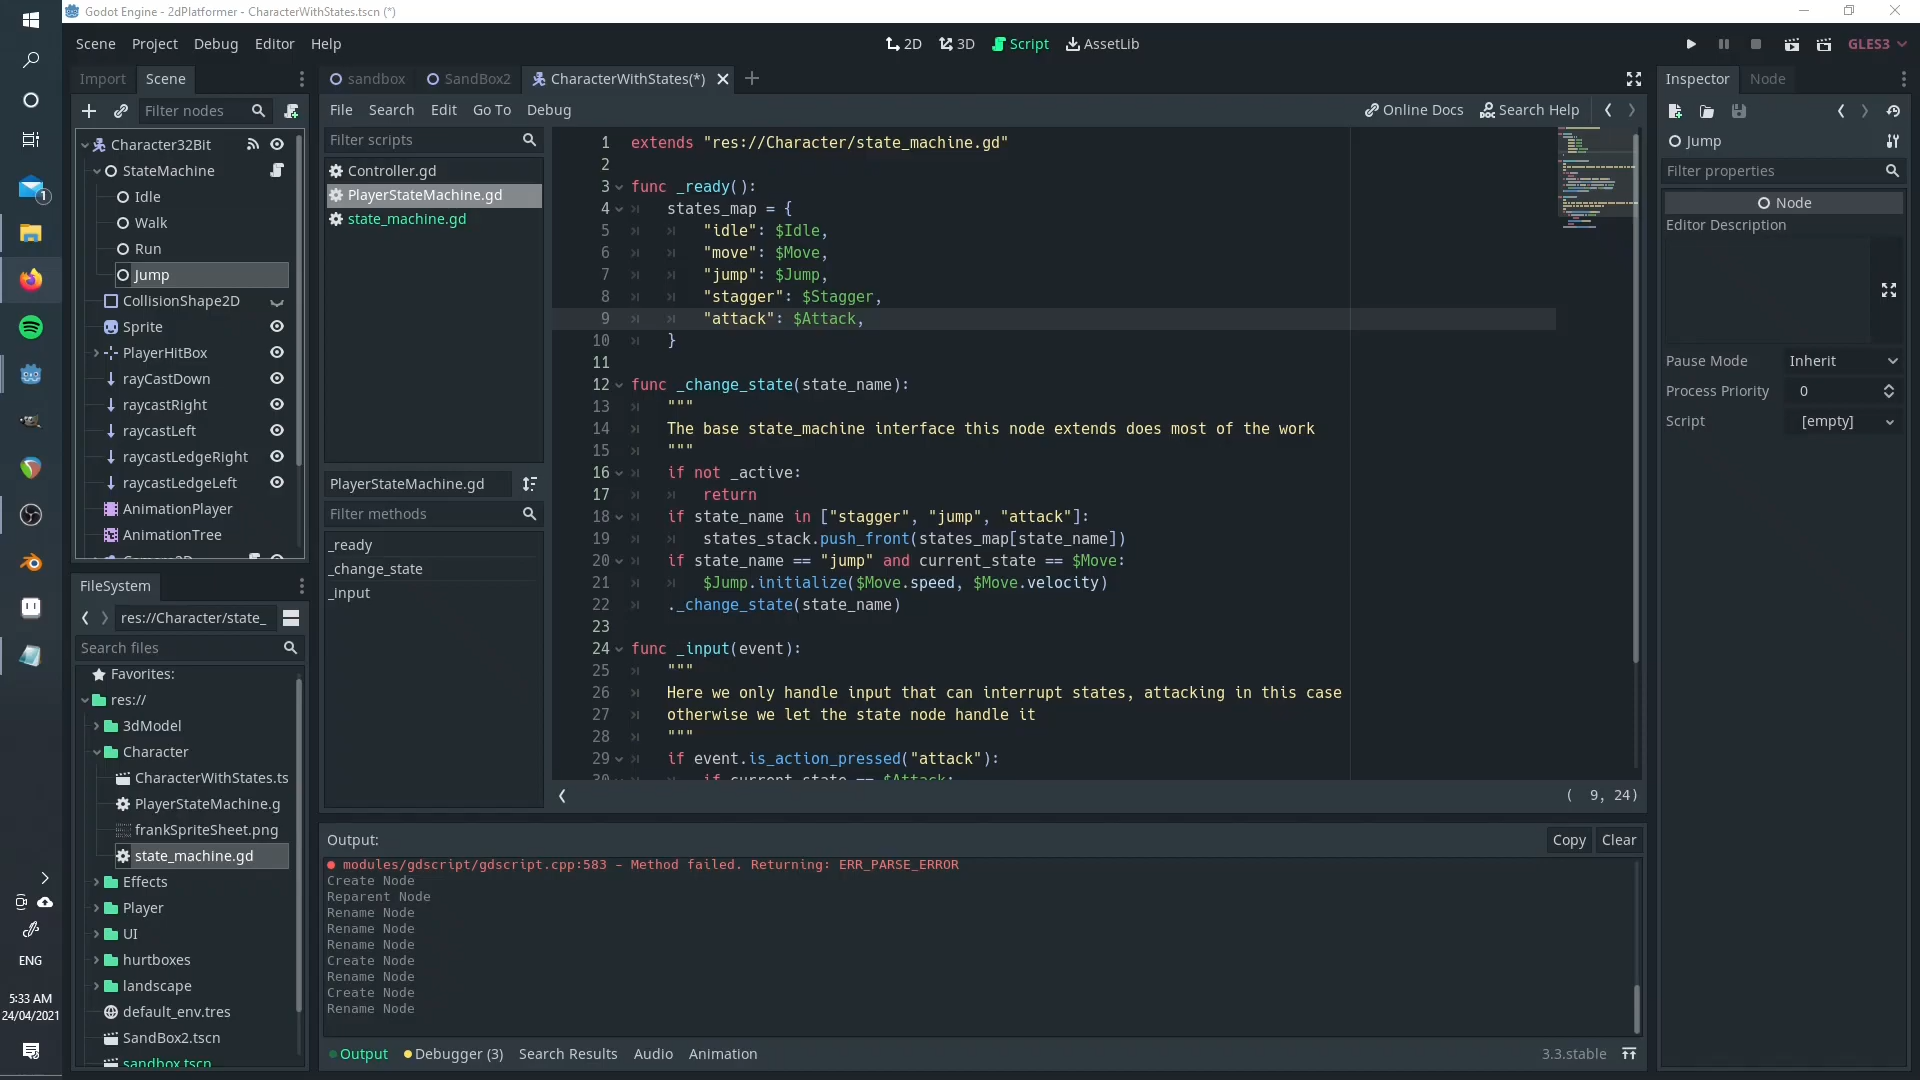 Godot Engine - 2dPlatformer - CharacterWithStates.tscn (*)
Scene Project Debug Editor Help
2D 3D Script AssetLib
GLES3
Import Scene
sandbox SandBox2 CharacterWithStates(*)
Inspector Node
Filter nodes
File Search Edit Go To Debug
Online Docs Search Help
Character32Bit
StateMachine
Idle
Walk
Run
Jump
CollisionShape2D
Sprite
PlayerHitBox
rayCastDown
raycastRight
raycastLeft
raycastLedgeRight
raycastLedgeLeft
AnimationPlayer
AnimationTree
FileSystem
res://Character/state_
Search files
Favorites:
res://
3dModel
Character
CharacterWithStates.ts
PlayerStateMachine.g
frankSpriteSheet.png
state_machine.gd
Effects
Player
UI
hurtboxes
landscape
default_env.tres
SandBox2.tscn
sandbox.tscn
Filter scripts
Controller.gd
PlayerStateMachine.gd
state_machine.gd
PlayerStateMachine.gd
Filter methods
_ready
_change_state
_input
1 extends "res://Character/state_machine.gd"
2
3 func _ready():
4 states_map = {
5 "idle": $Idle,
6 "move": $Move,
7 "jump": $Jump,
8 "stagger": $Stagger,
9 "attack": $Attack,
10 }
11
12 func _change_state(state_name):
13 """
14 The base state_machine interface this node extends does most of the work
15 """
16 if not _active:
17 return
18 if state_name in ["stagger", "jump", "attack"]:
19 states_stack.push_front(states_map[state_name])
20 if state_name == "jump" and current_state == $Move:
21 $Jump.initialize($Move.speed, $Move.velocity)
22 ._change_state(state_name)
23
24 func _input(event):
25 """
26 Here we only handle input that can interrupt states, attacking in this case
27 otherwise we let the state node handle it
28 """
29 if event.is_action_pressed("attack"):
30 if current_state == $Attack:
( 9, 24)
Output:
Copy Clear
modules/gdscript/gdscript.cpp:583 - Method failed. Returning: ERR_PARSE_ERROR
Create Node
Reparent Node
Rename Node
Rename Node
Rename Node
Create Node
Rename Node
Create Node
Rename Node
Output Debugger (3) Search Results Audio Animation
3.3.stable
Jump
Filter properties
Node
Editor Description
Pause Mode Inherit
Process Priority 0
Script [empty]
1
ENG
5:33 AM
24/04/2021